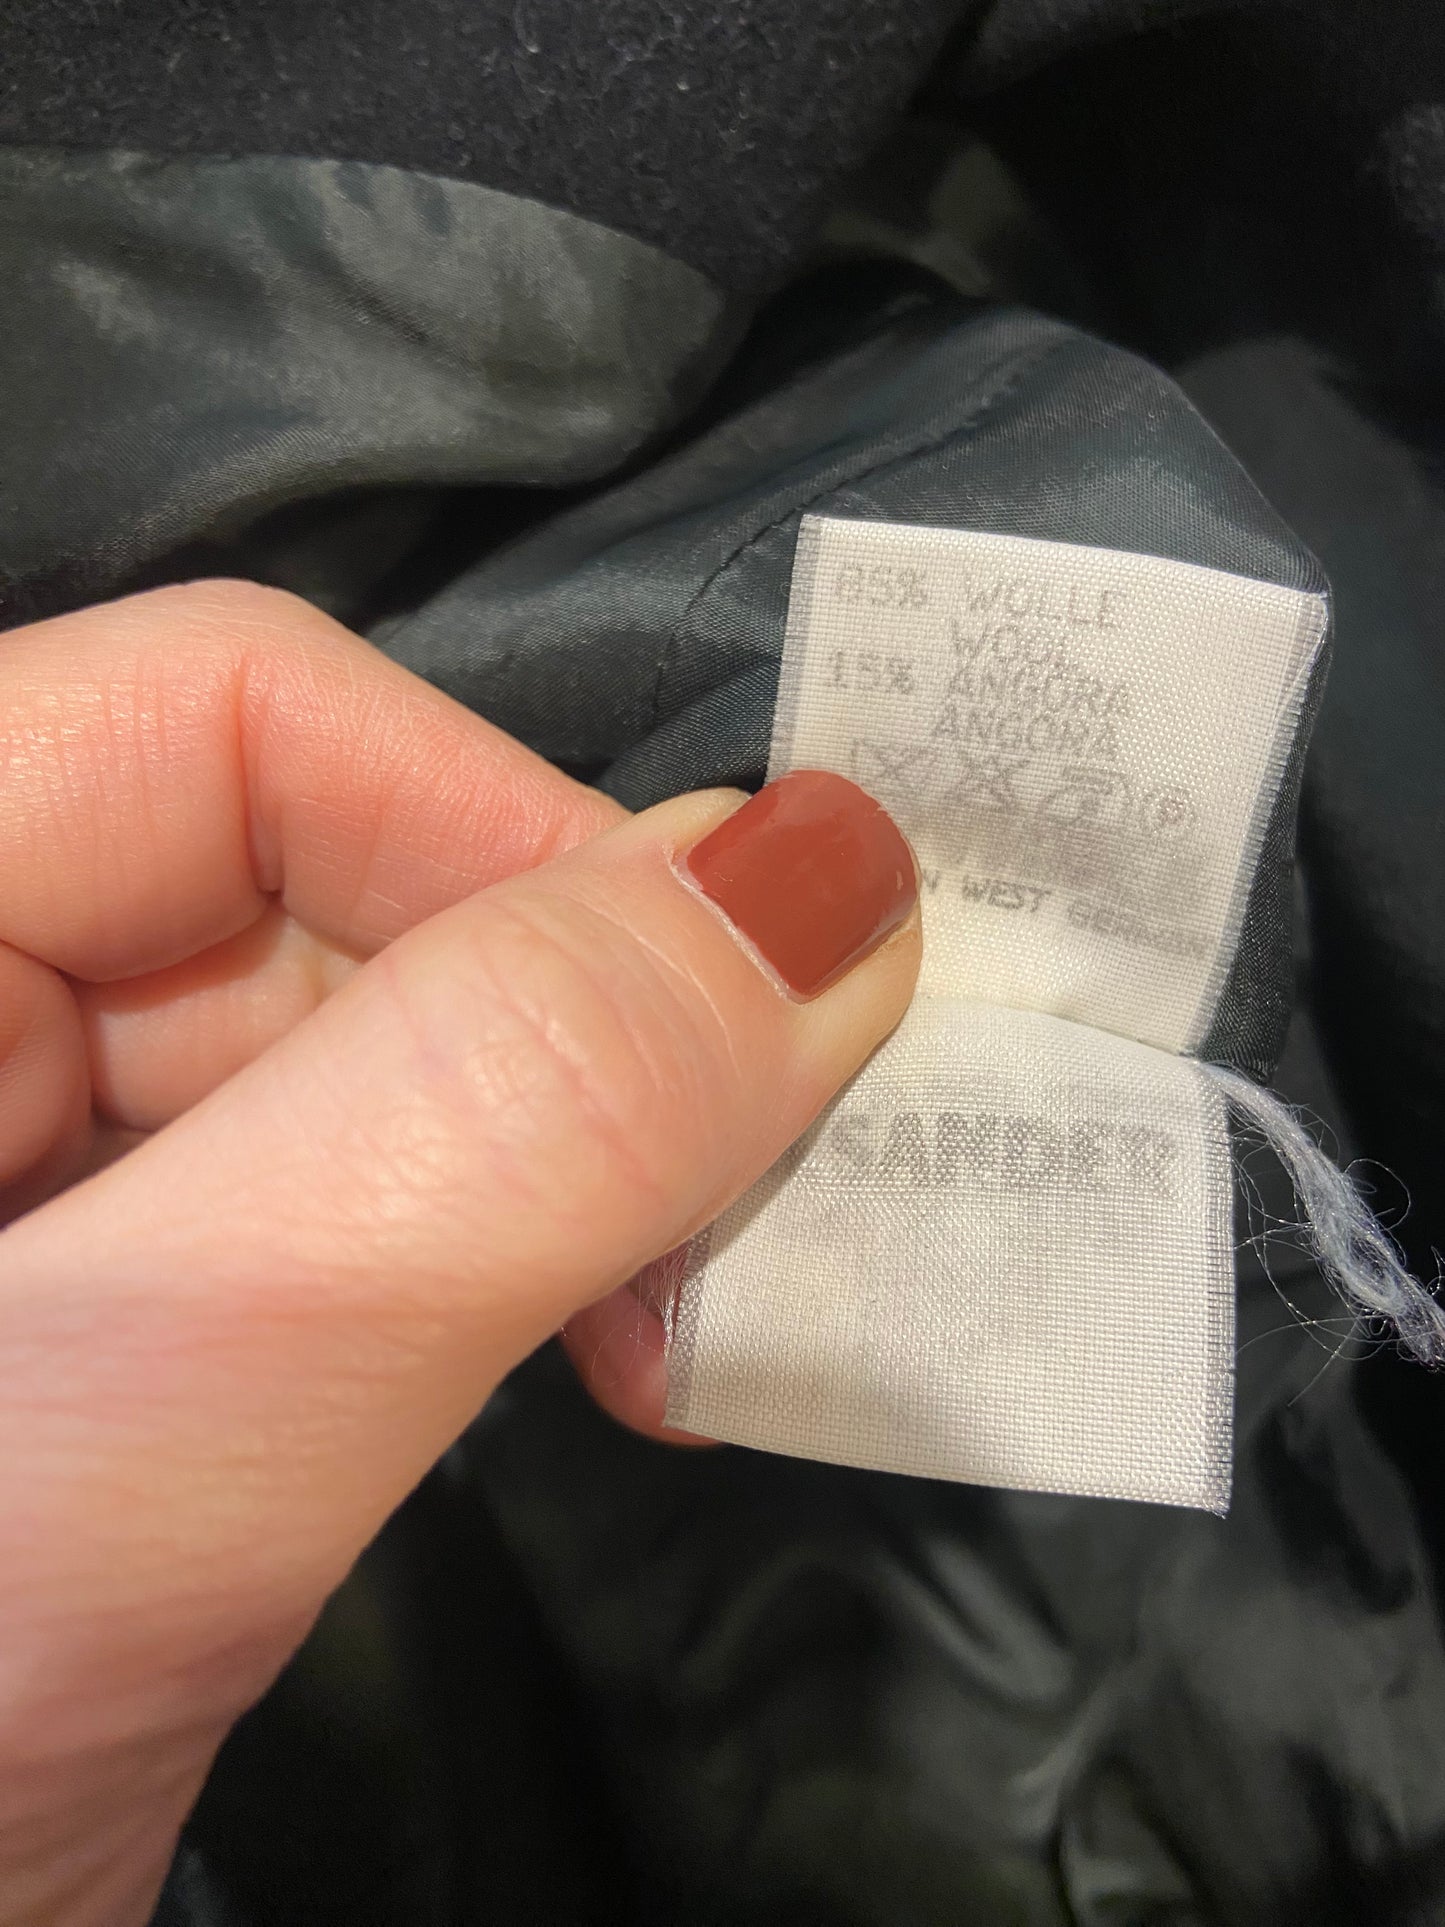 85% WOLLE
WOOL
15% ANGORA
ANGORA
WEST GERMANY
SANDER